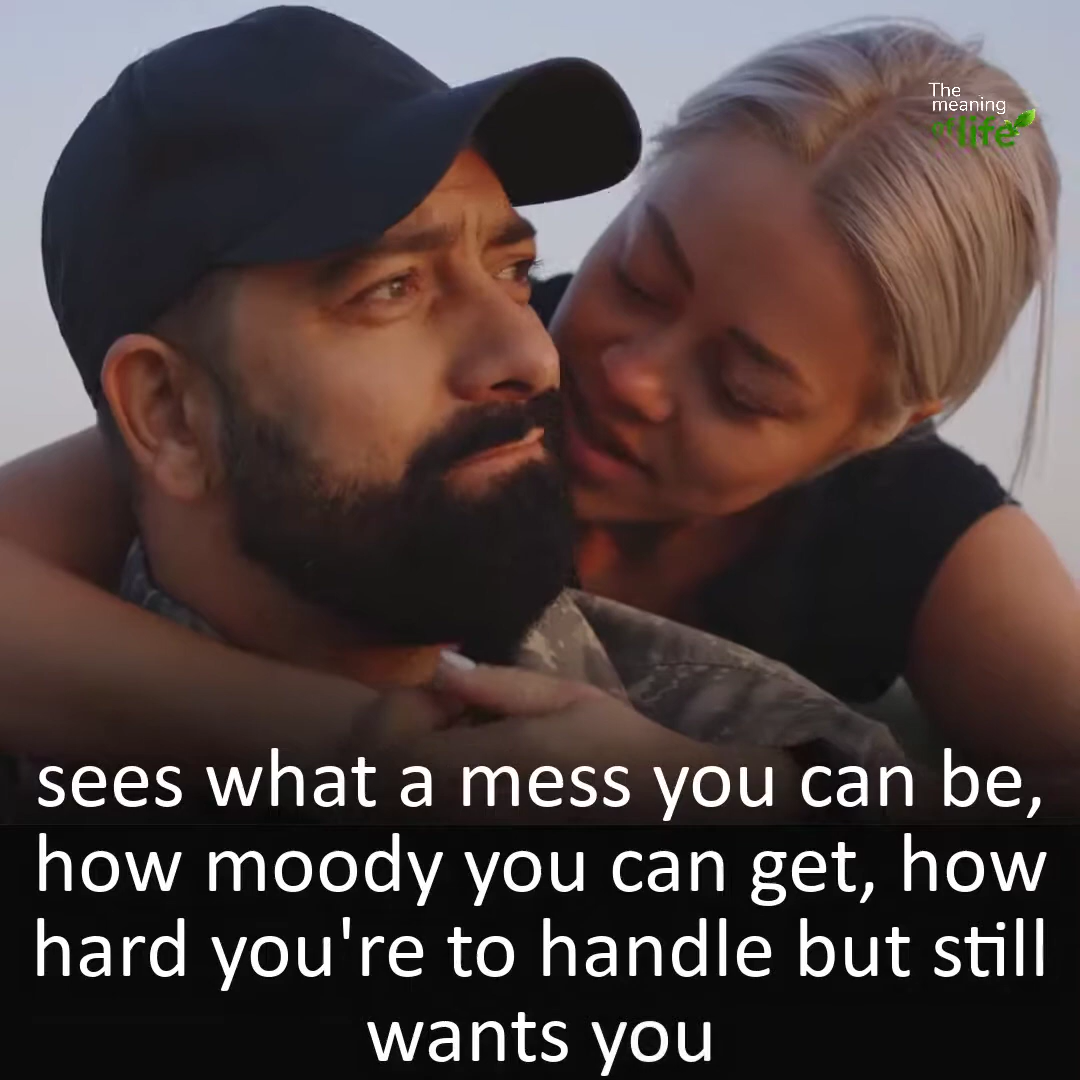 The
meaning
of life
sees what a mess you can be,
how moody you can get, how
hard you're to handle but still
wants you